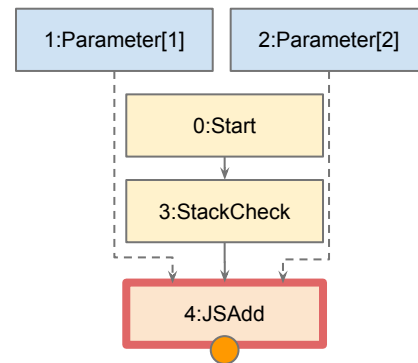 1:Parameter[1]
2:Parameter[2]
0:Start
3:StackCheck
4:JSAdd